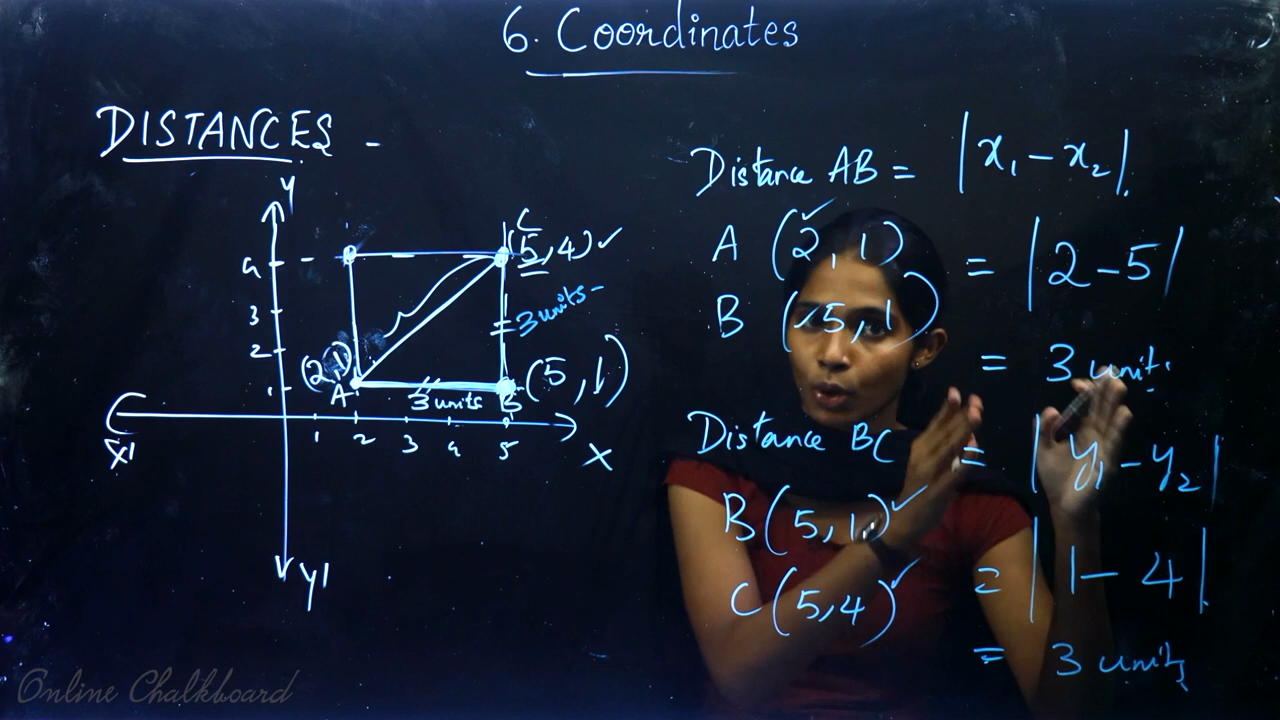 6. Coordinates
DISTANCES -
Y
4
3
2
1
(2,1)
A
3 units
B
(5,1)
C
(5,4) ✓
3 units
1 2 3 4 5
X
X'
Y'
Distance AB = |x₁ - x₂|
A (2,1)
= |2-5|
B (5,1)
= 3 units
Distance BC = |y₁ - y₂|
B (5,1) ✓
C (5,4) ✓
= |1-4|
= 3 units
Online Chalkboard